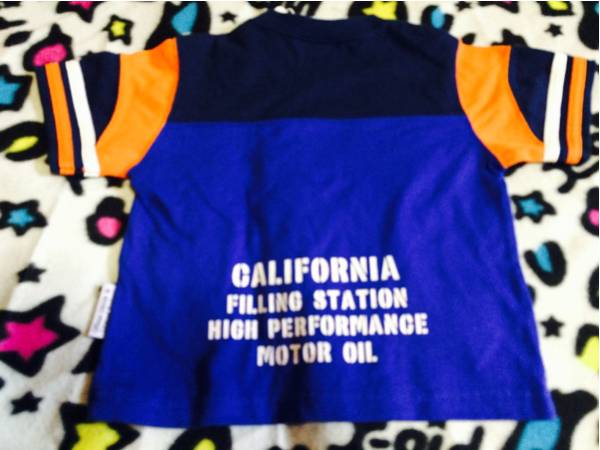 CALIFORNIA
FILLING STATION
HIGH PERFORMANCE
MOTOR OIL